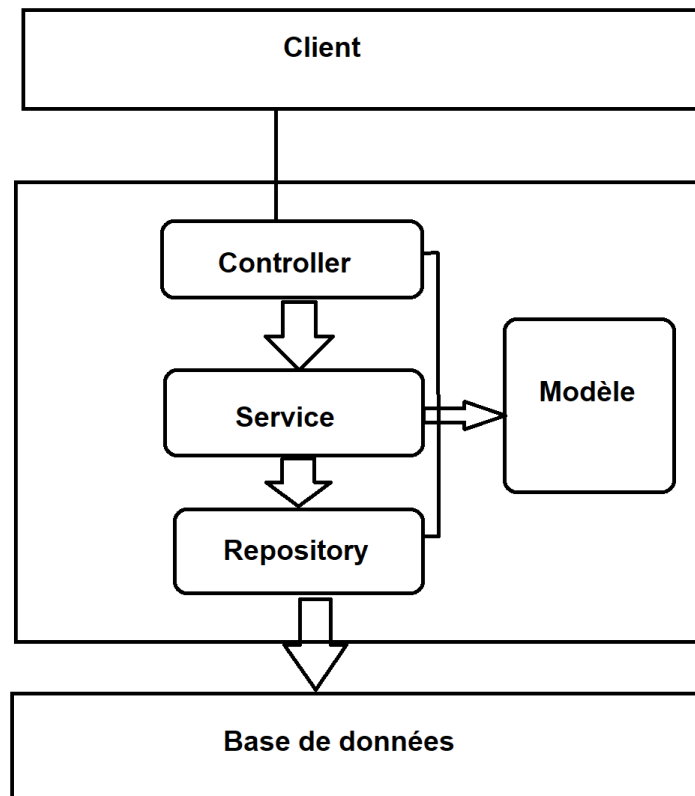 Client
Controller
Service
Modèle
Repository
Base de données